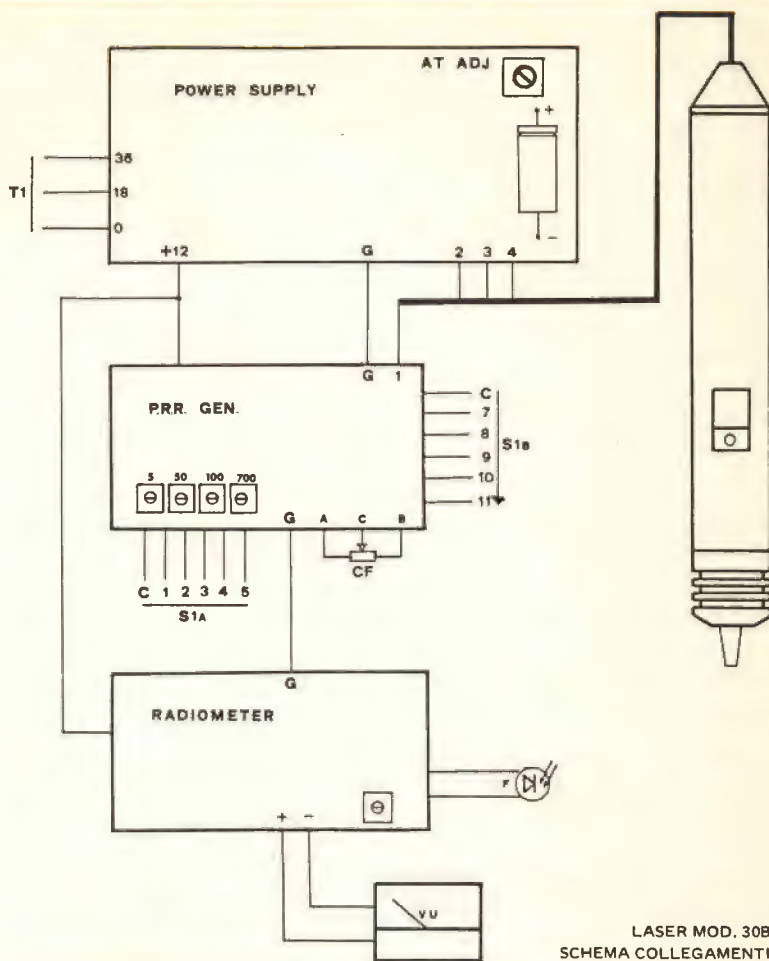 AT ADJ
POWER SUPPLY
+
36
T1
18
0
-
+12
G
2 3 4
G 1
C
P.R.R. GEN.
7
8
S1B
9
5 50 100 700
10
11
G A C B
CF
C 1 2 3 4 5
S1A
G
RADIOMETER
F
+ -
VU
LASER MOD. 30B
SCHEMA COLLEGAMENTI